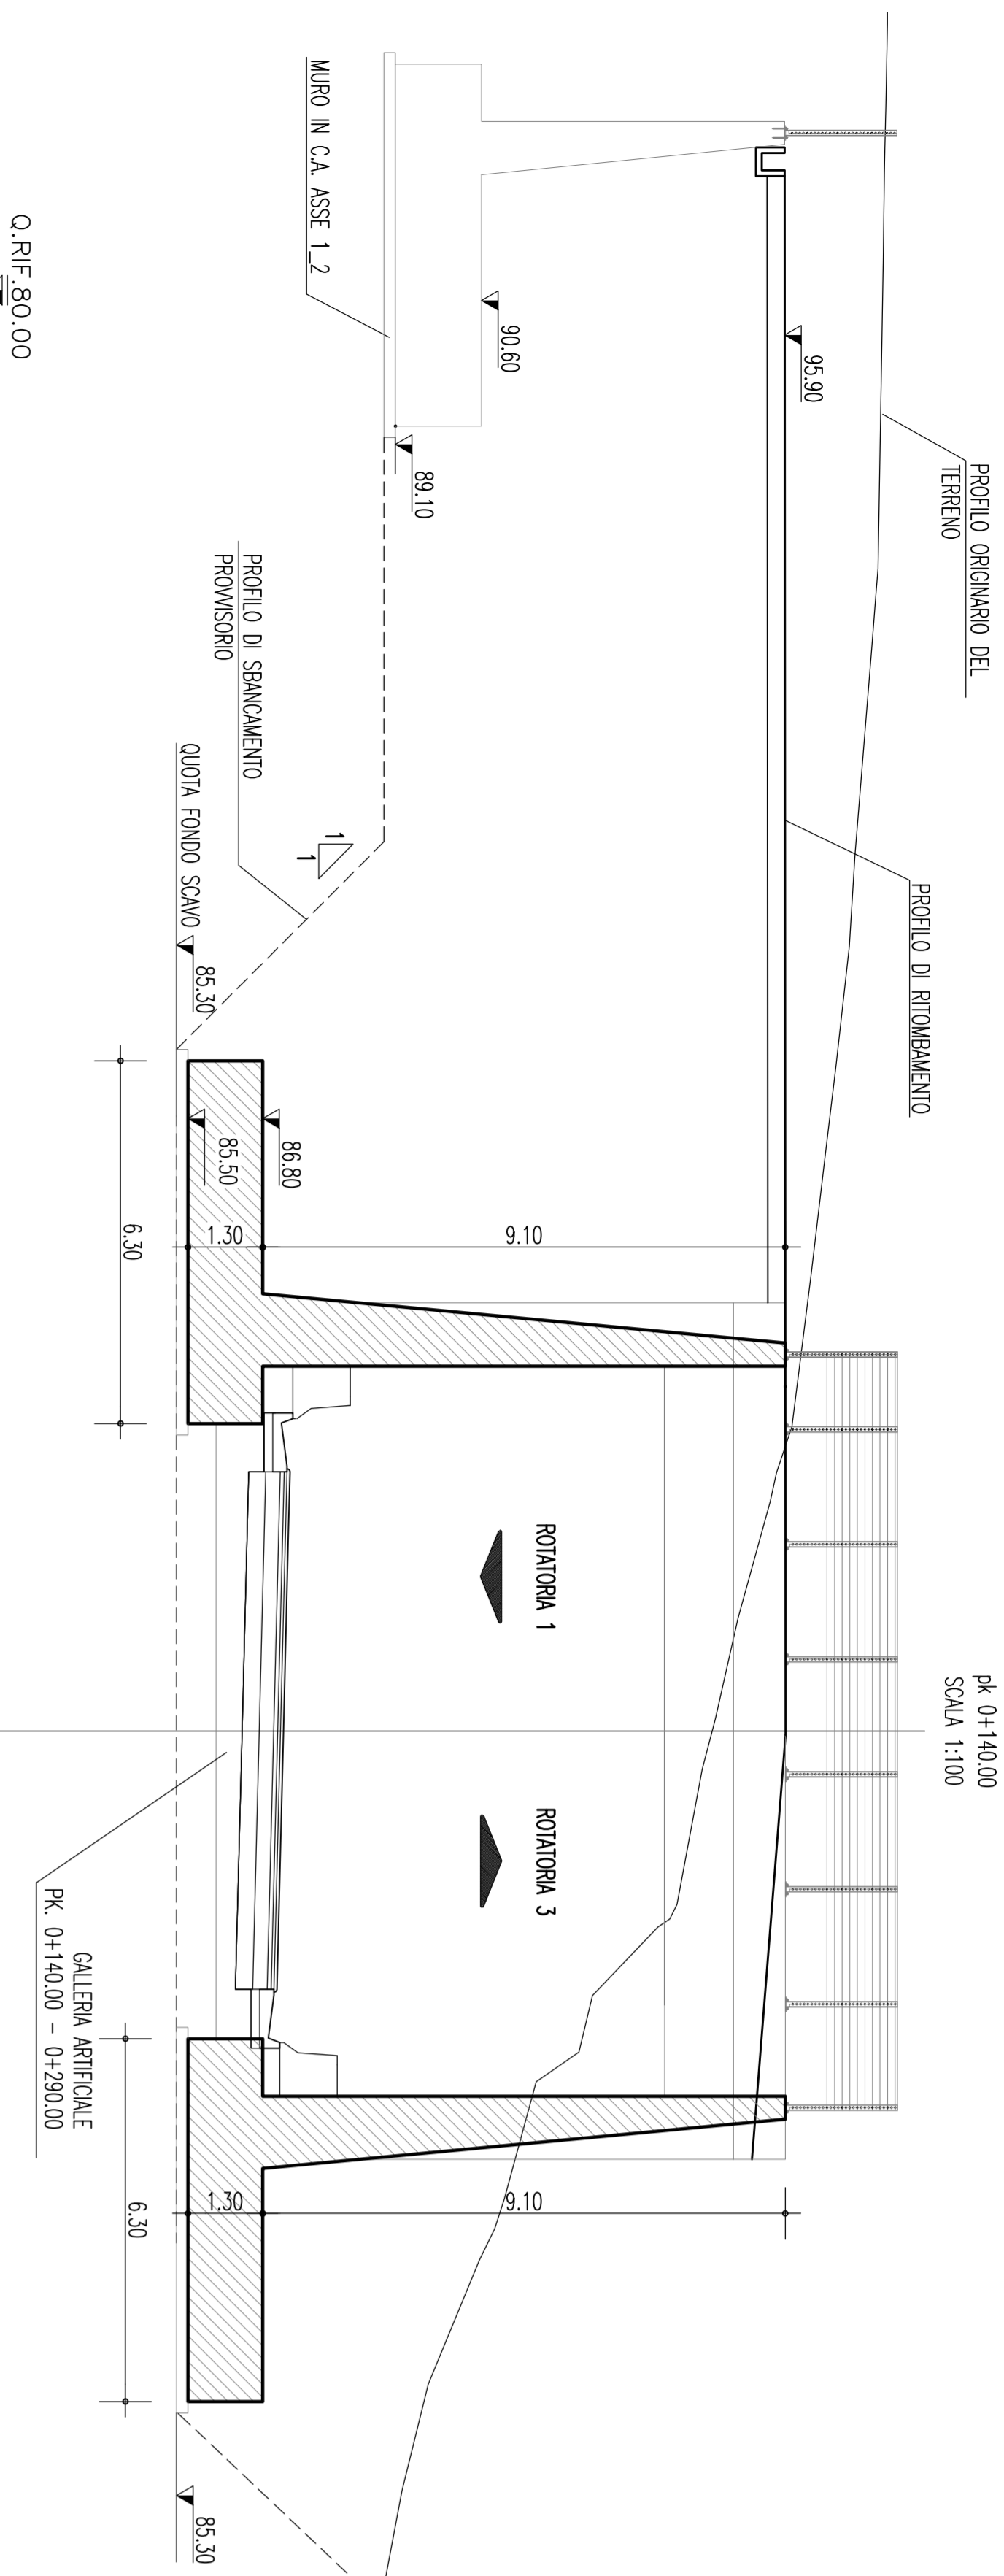 pk 0+140.00
SCALA 1:100
PROFILO ORIGINARIO DEL
TERRENO
PROFILO DI RITOMBAMENTO
95.90
90.60
89.10
MURO IN C.A. ASSE 1_2
PROFILO DI SBANCAMENTO
PROVVISORIO
1
1
QUOTA FONDO SCAVO
85.30
86.80
85.50
9.10
1.30
6.30
ROTATORIA 1
ROTATORIA 3
9.10
1.30
6.30
GALLERIA ARTIFICIALE
PK. 0+140.00 - 0+290.00
85.30
Q.RIF.80.00